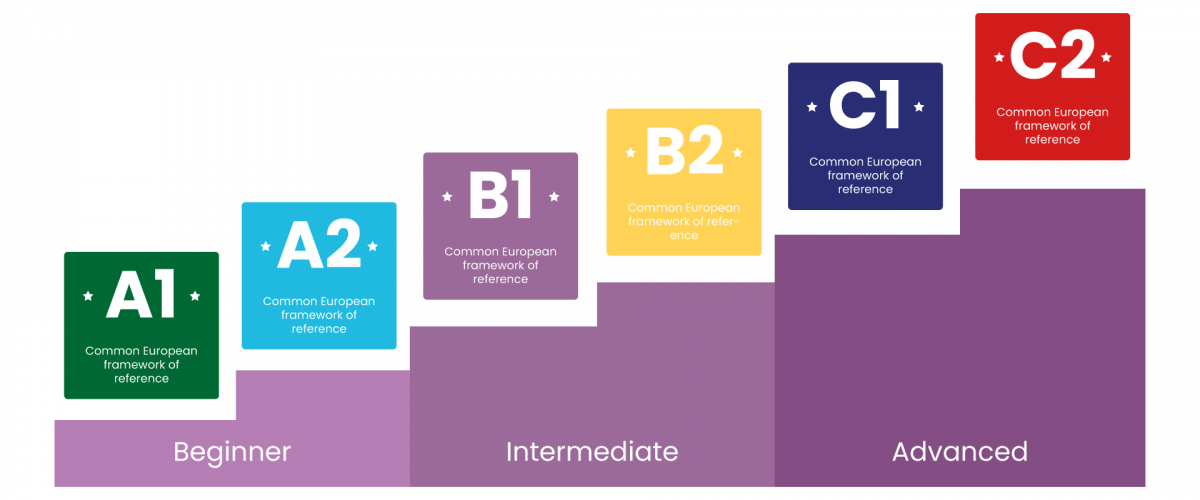 A1
Common European
framework of
reference
A2
Common European
framework of
reference
B1
Common European
framework of
reference
B2
Common European
framework of refer-
ence
C1
Common European
framework of
reference
C2
Common European
framework of
reference
Beginner
Intermediate
Advanced